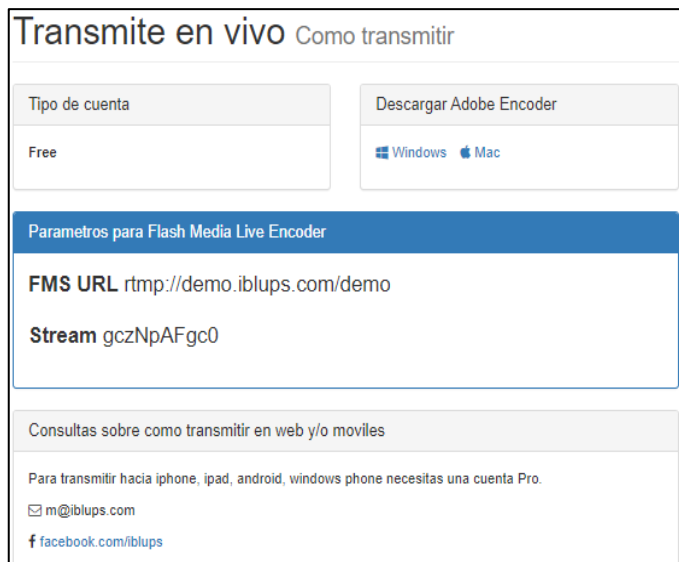 Transmite en vivo Como transmitir
Tipo de cuenta
Free
Descargar Adobe Encoder
Windows Mac
Parametros para Flash Media Live Encoder
FMS URL rtmp://demo.iblups.com/demo
Stream gczNpAFgc0
Consultas sobre como transmitir en web y/o moviles
Para transmitir hacia iphone, ipad, android, windows phone necesitas una cuenta Pro.
m@iblups.com
facebook.com/iblups